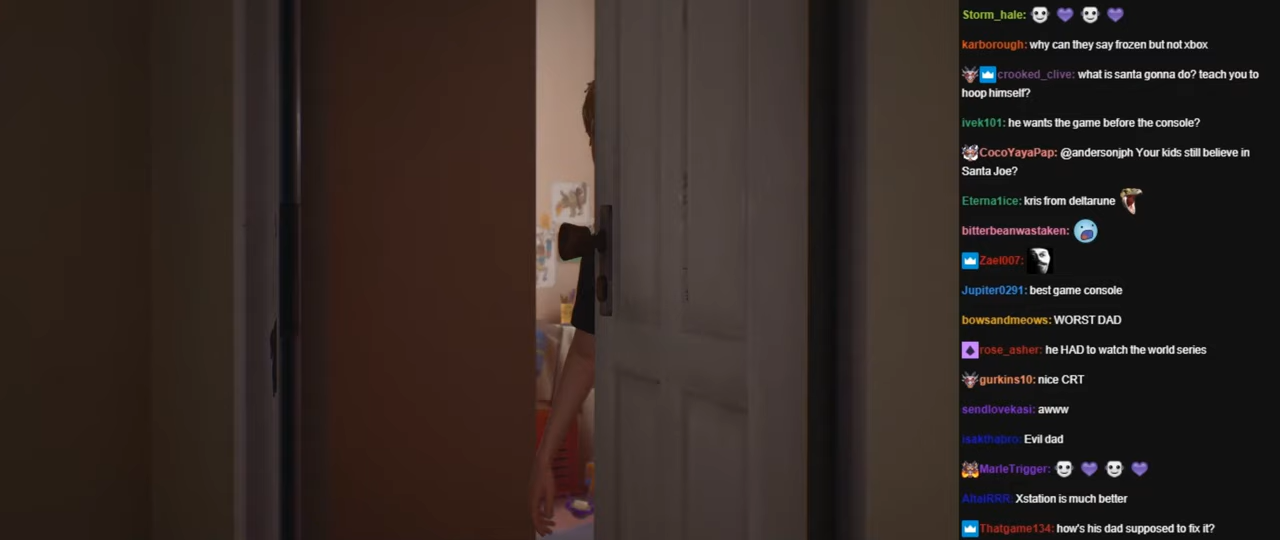 Storm_hale:
karborough: why can they say frozen but not xbox
crooked_clive: what is santa gonna do? teach you to
hoop himself?
ivek101: he wants the game before the console?
CocoYayaPap: @andersonjph Your kids still believe in
Santa Joe?
Eterna1ice: kris from deltarune
bitterbeanwastaken:
Zael007:
Jupiter0291: best game console
bowsandmeows: WORST DAD
rose_asher: he HAD to watch the world series
gurkins10: nice CRT
sendlovekasi: awww
isakthabro: Evil dad
MarleTrigger:
AltaiRRR: Xstation is much better
Thatgame134: how's his dad supposed to fix it?